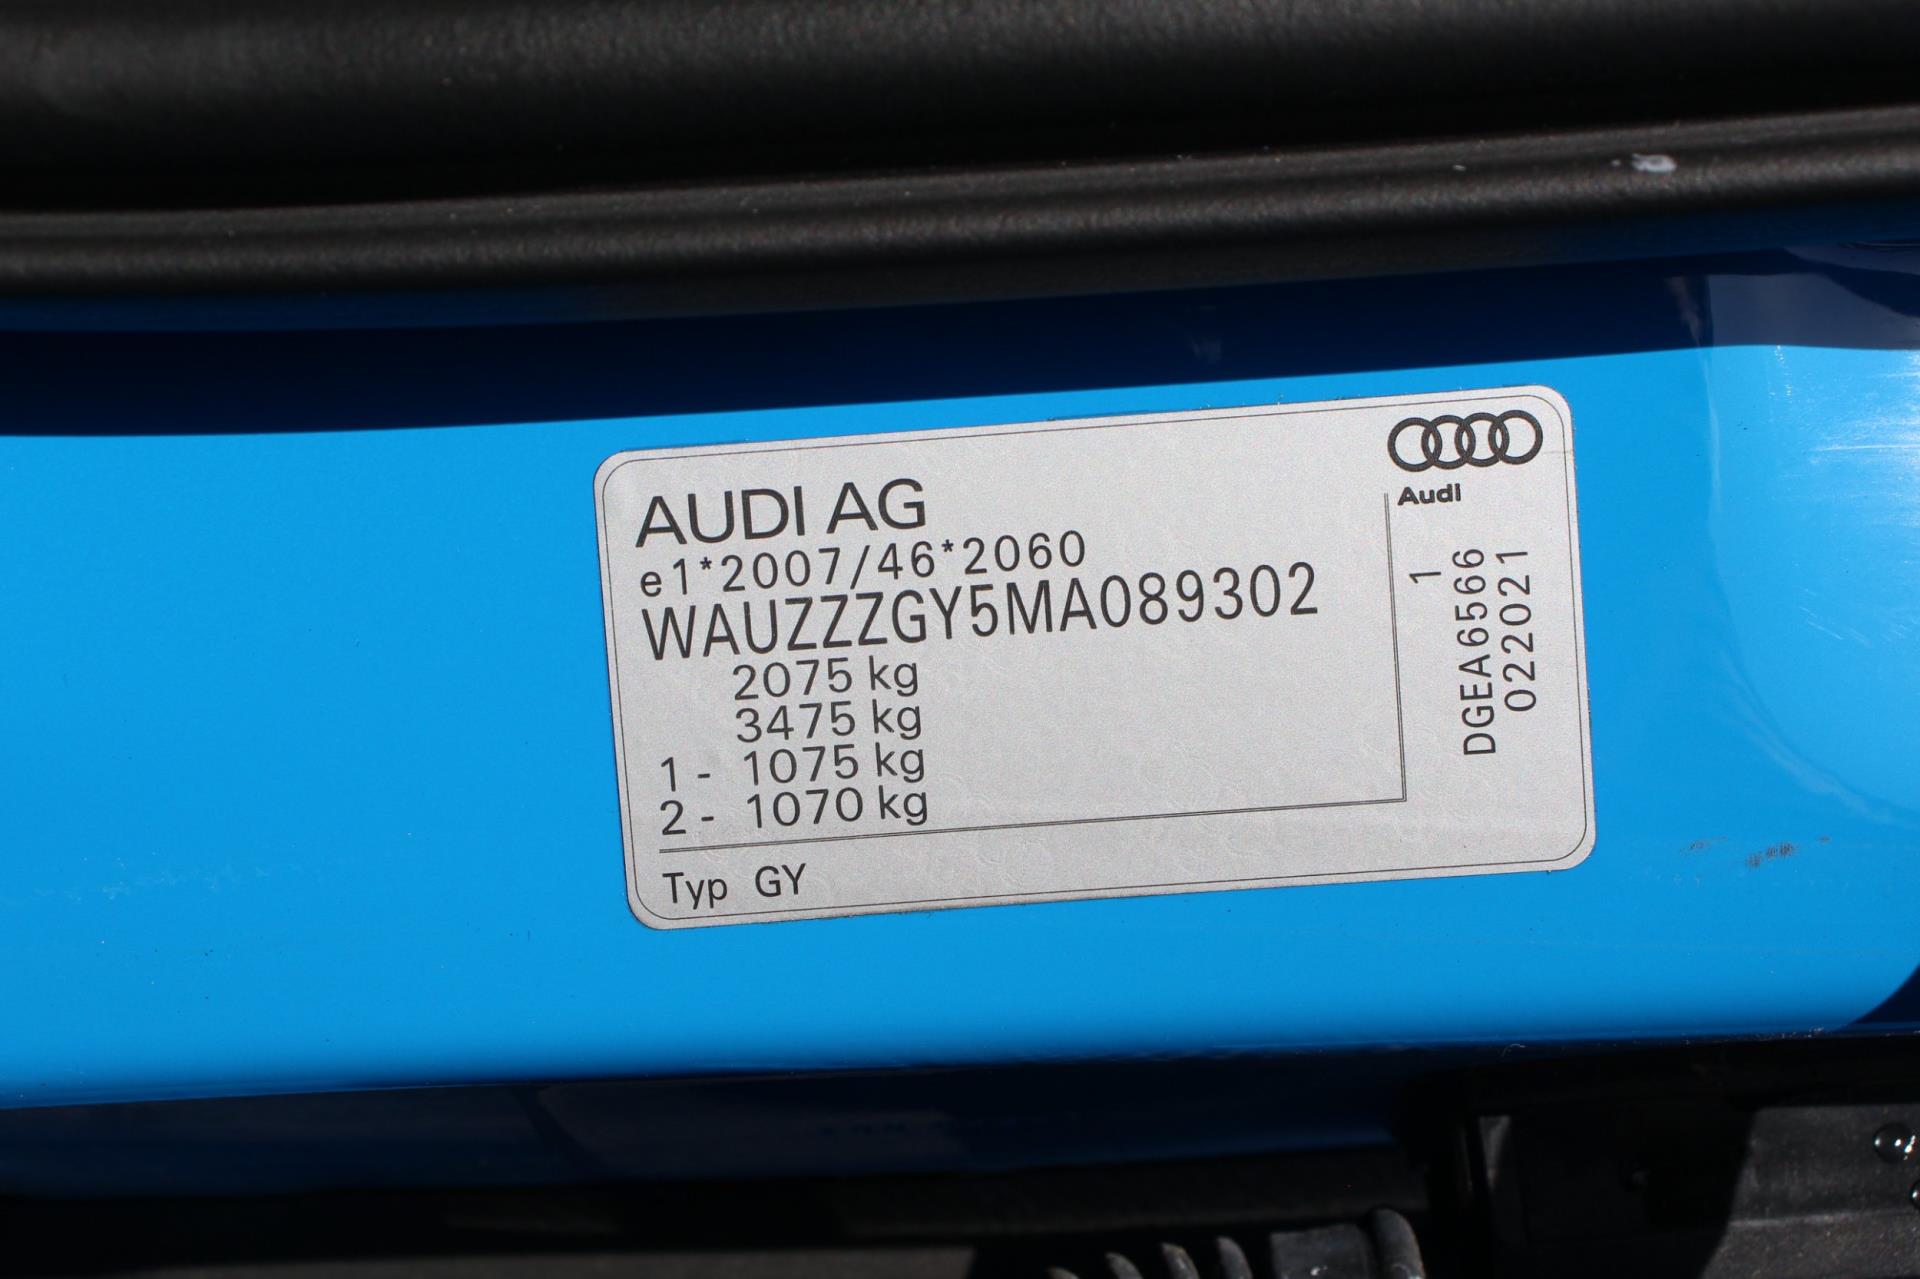 AUDI AG
e1*2007/46*2060
WAUZZZGY5MA089302
2075 kg
3475 kg
1 - 1075 kg
2 - 1070 kg
Typ GY
Audi
1
DGEA6566
022021